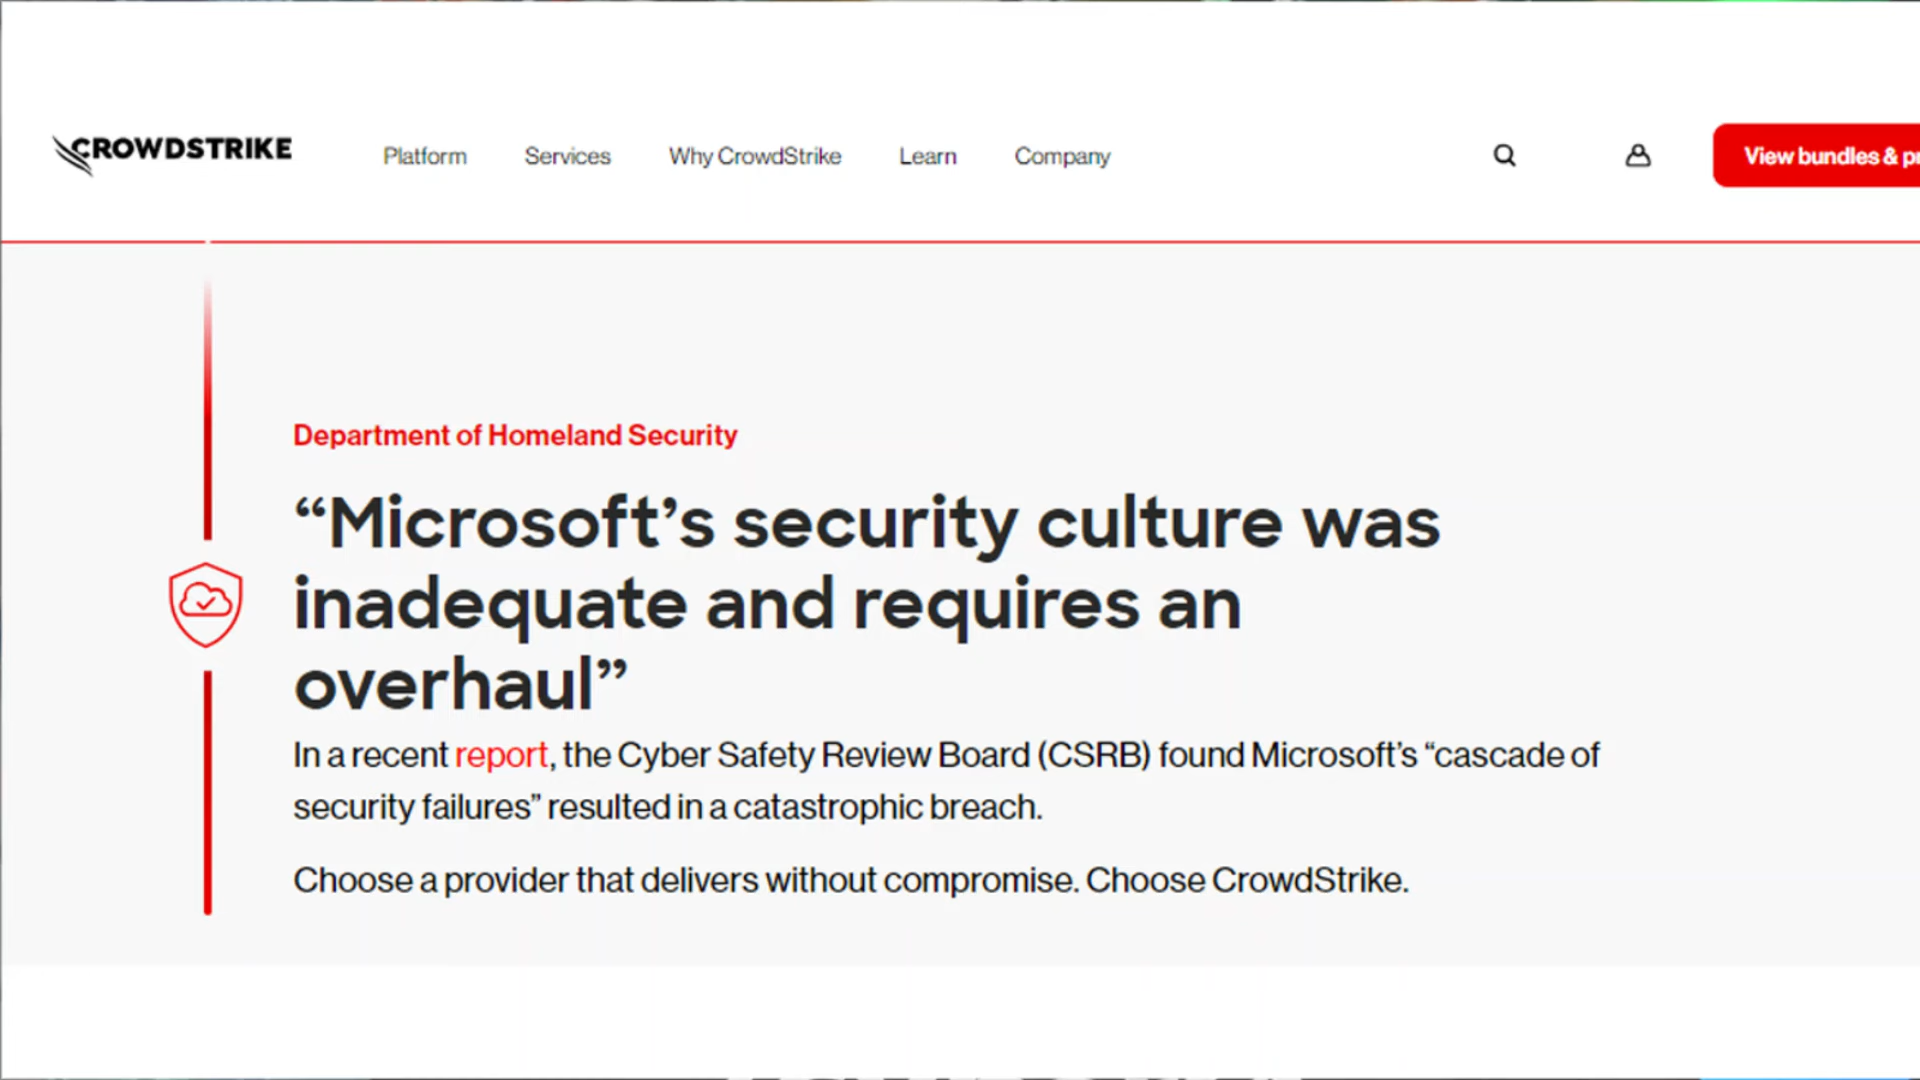 CROWDSTRIKE
Platform Services Why CrowdStrike Learn Company
View bundles &
Department of Homeland Security
“Microsoft’s security culture was
inadequate and requires an
overhaul”
In a recent report, the Cyber Safety Review Board (CSRB) found Microsoft’s “cascade of
security failures” resulted in a catastrophic breach.
Choose a provider that delivers without compromise. Choose CrowdStrike.